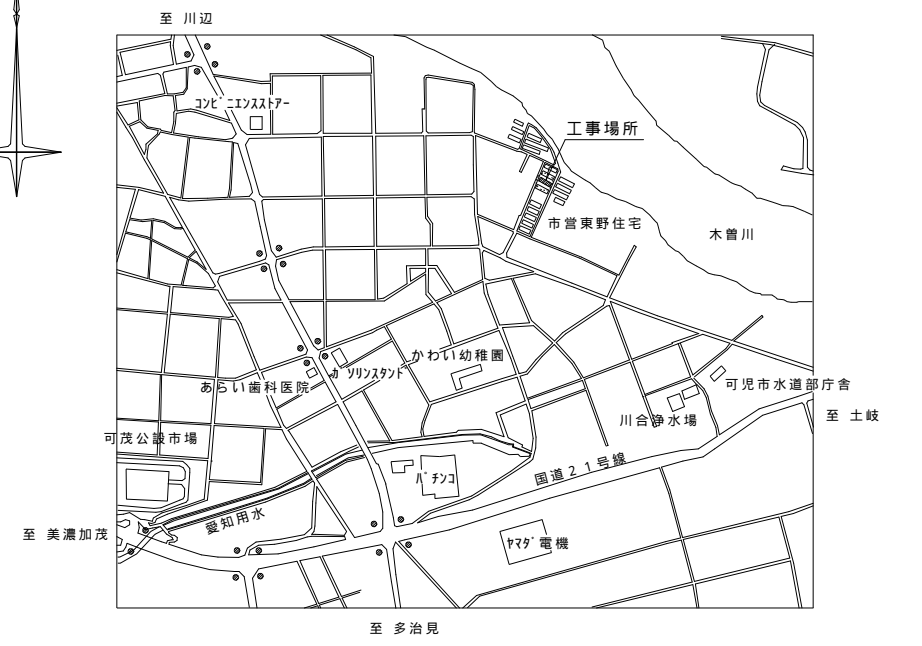 至 川辺
コンビニエンスストアー
工事場所
市営東野住宅
木曽川
かわい幼稚園
ガソリンスタンド
あらい歯科医院
可児市水道部庁舎
川合浄水場
至 土岐
可茂公設市場
国道21号線
パチンコ
愛知用水
至 美濃加茂
ヤマダ電機
至 多治見